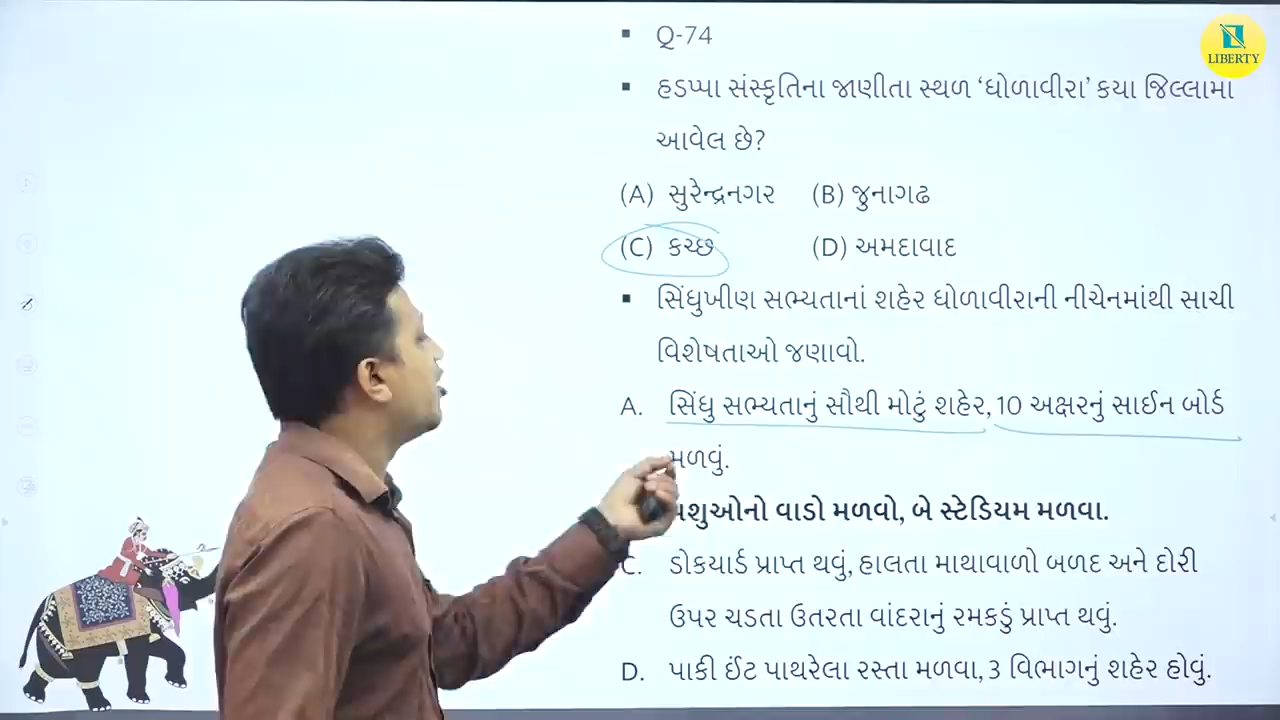 Q-74
LIBERTY
હડપ્પા સંસ્કૃતિના જાણીતા સ્થળ ‘ધોળાવીરા’ કયા જિલ્લામાં
આવેલ છે?
(A) સુરેન્દ્રનગર (B) જુનાગઢ
(C) કચ્છ (D) અમદાવાદ
સિંધુખીણ સભ્યતાનાં શહેર ધોળાવીરાની નીચેનમાંથી સાચી
વિશેષતાઓ જણાવો.
A. સિંધુ સભ્યતાનું સૌથી મોટું શહેર, 10 અક્ષરનું સાઈન બોર્ડ
મળવું.
વાડો મળવો, બે સ્ટેડિયમ મળવા.
C. ડોકયાર્ડ પ્રાપ્ત થવું, હાલતા માથાવાળો બળદ અને દોરી
ઉપર ચડતા ઉતરતા વાંદરાનું રમકડું પ્રાપ્ત થવું.
D. પાકી ઈંટ પાથરેલા રસ્તા મળવા, 3 વિભાગનું શહેર હોવું.